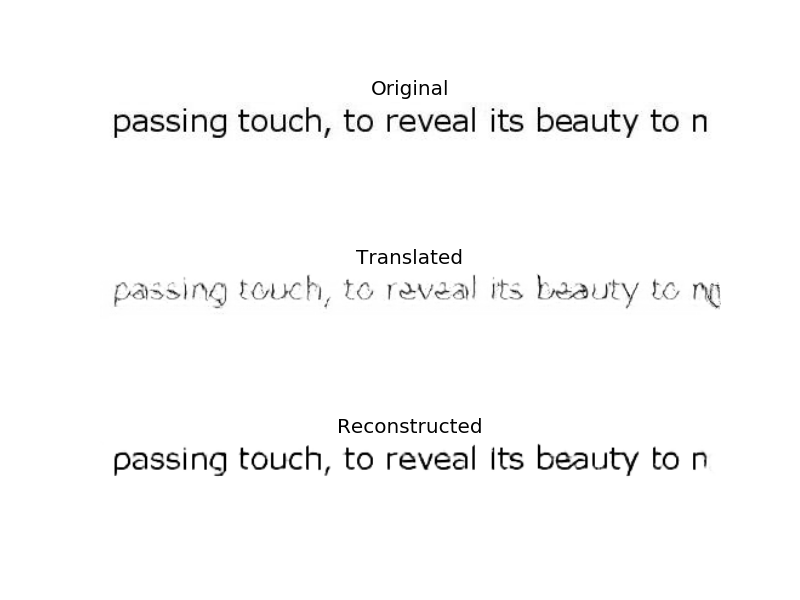 Original
passing touch, to reveal its beauty to n
Translated
passing touch, to reveal its beauty to
Reconstructed
passing touch, to reveal its beauty to n